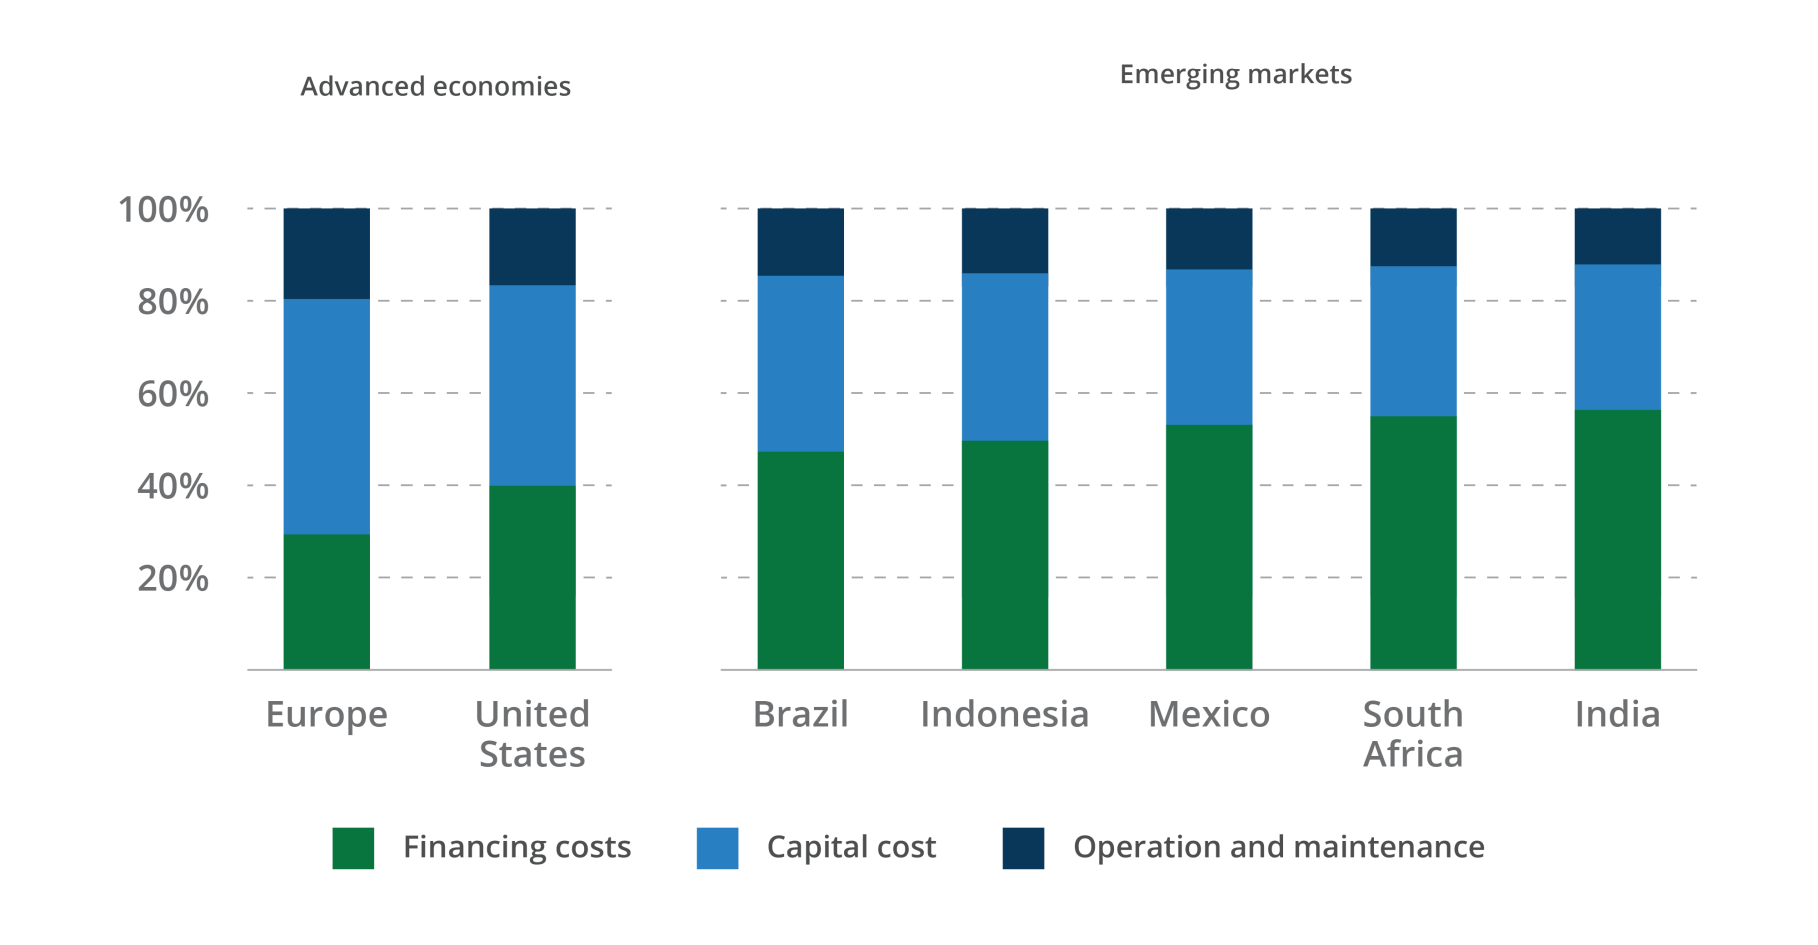 Advanced economies
Emerging markets
100%
80%
60%
40%
20%
Europe
United
States
Brazil
Indonesia
Mexico
South
Africa
India
Financing costs
Capital cost
Operation and maintenance